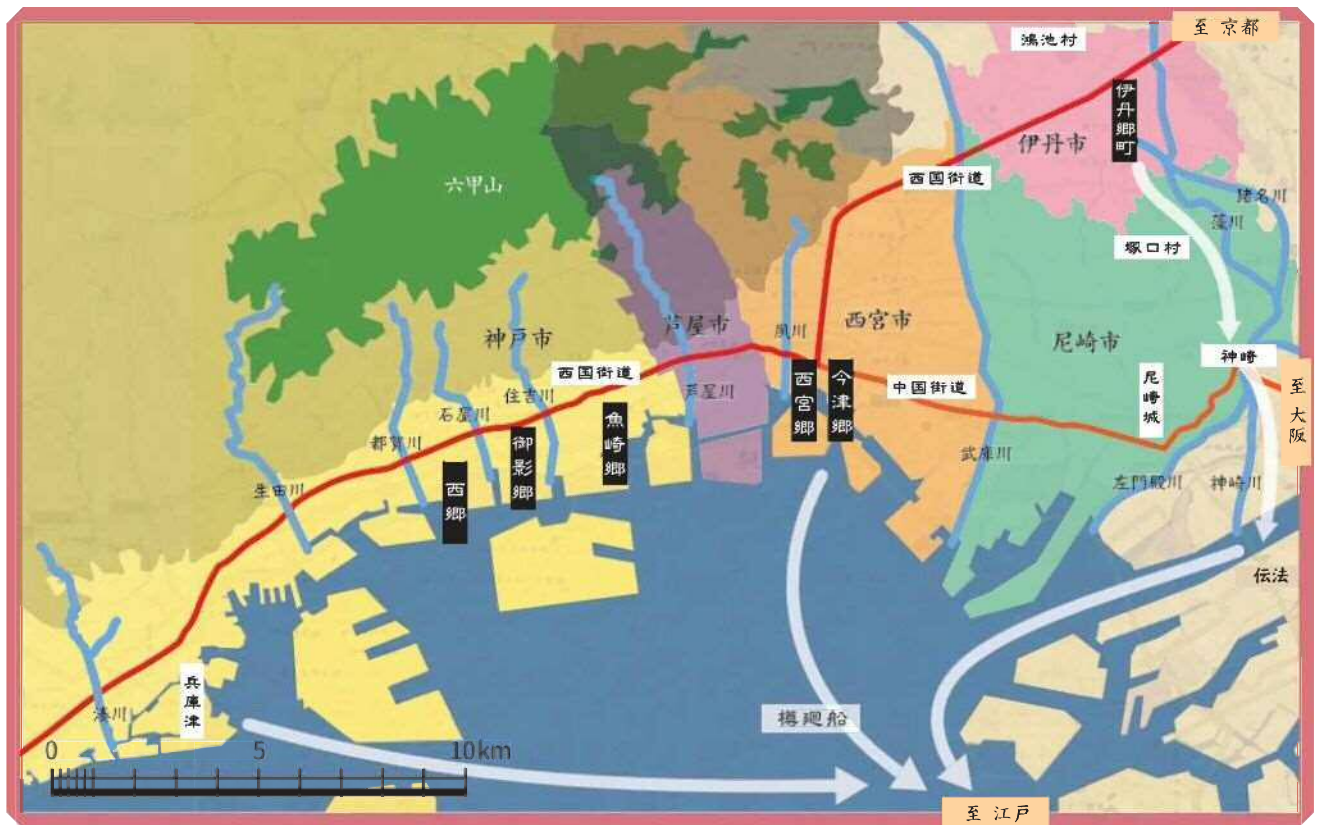 至 京都
鴻池村
伊丹郷町
伊丹市
六甲山
西国街道
猪名川
藻川
塚口村
芦屋市
夙川
西宮市
神戸市
尼崎市
神崎
西国街道
中国街道
尼崎城
至 大阪
住吉川
芦屋川
西宮郷
今津郷
石屋川
魚崎郷
都賀川
御影郷
武庫川
西郷
生田川
左門殿川
神崎川
伝法
兵庫津
湊川
樽廻船
0 5 10km
至 江戸